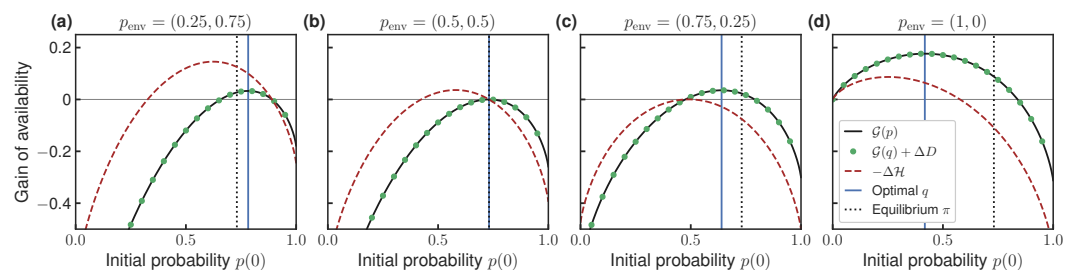 (a) p_env = (0.25, 0.75)
(b) p_env = (0.5, 0.5)
(c) p_env = (0.75, 0.25)
(d) p_env = (1, 0)
Gain of availability
0.2
0
−0.2
−0.4
0.0 0.5 1.0
Initial probability p(0)
0.0 0.5 1.0
Initial probability p(0)
0.0 0.5 1.0
Initial probability p(0)
0.0 0.5 1.0
Initial probability p(0)
𝒢(p)
𝒢(q) + ΔD
−Δℋ
Optimal q
Equilibrium π